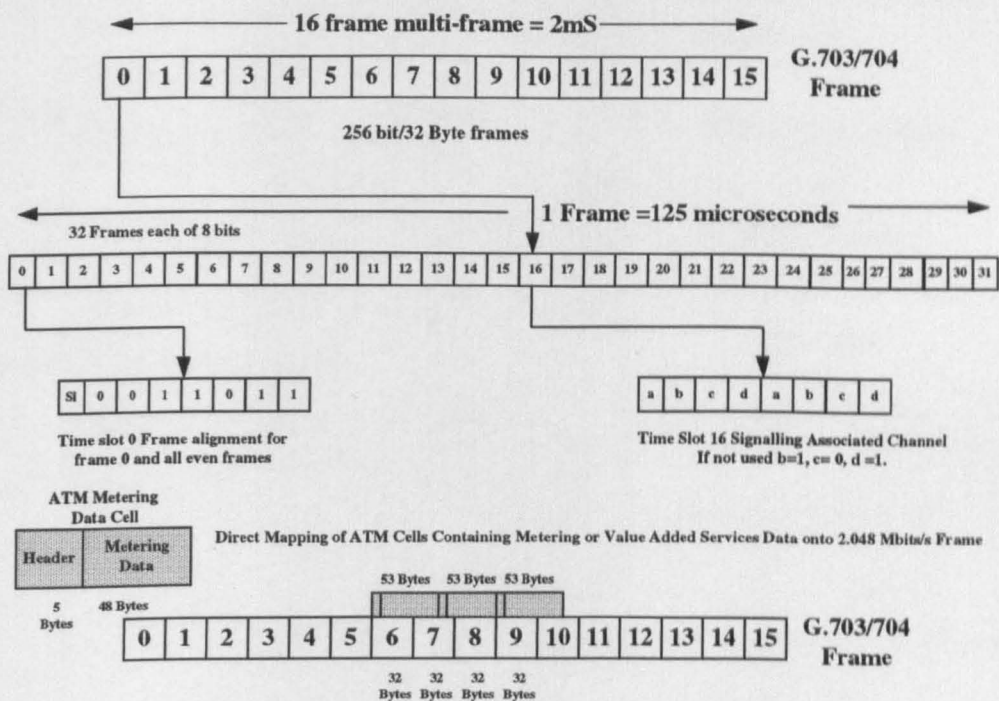 16 frame multi-frame = 2mS
0 1 2 3 4 5 6 7 8 9 10 11 12 13 14 15
G.703/704
Frame
256 bit/32 Byte frames
1 Frame =125 microseconds
32 Frames each of 8 bits
0 1 2 3 4 5 6 7 8 9 10 11 12 13 14 15 16 17 18 19 20 21 22 23 24 25 26 27 28 29 30 31
SI 0 0 1 1 0 1 1
a b c d a b c d
Time slot 0 Frame alignment for
frame 0 and all even frames
Time Slot 16 Signalling Associated Channel
If not used b=1, c= 0, d =1.
ATM Metering
Data Cell
Header
Metering
Data
5
Bytes
48 Bytes
Direct Mapping of ATM Cells Containing Metering or Value Added Services Data onto 2.048 Mbits/s Frame
53 Bytes 53 Bytes 53 Bytes
0 1 2 3 4 5 6 7 8 9 10 11 12 13 14 15
G.703/704
Frame
32 32 32 32
Bytes Bytes Bytes Bytes